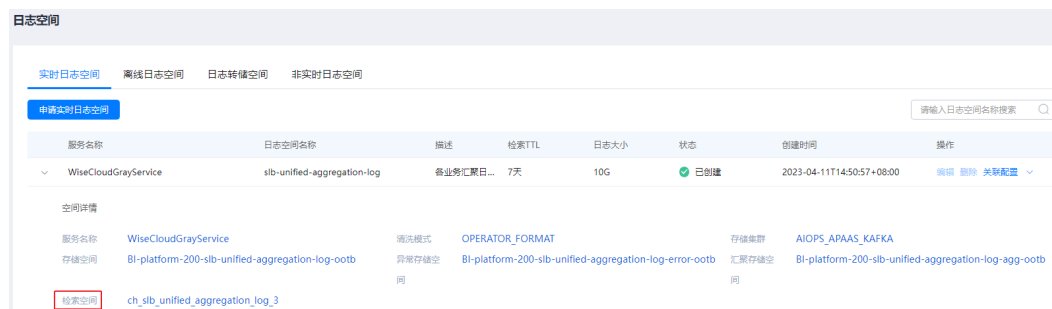 日志空间
实时日志空间 离线日志空间 日志转储空间 非实时日志空间
申请实时日志空间 请输入日志空间名称搜索
服务名称 日志空间名称 描述 检索TTL 日志大小 状态 创建时间 操作
WiseCloudGrayService slb-unified-aggregation-log 各业务汇聚日... 7天 10G 已创建 2023-04-11T14:50:57+08:00 编辑 删除 关联配置
空间详情
服务名称 WiseCloudGrayService 清洗模式 OPERATOR_FORMAT 存储集群 AIOPS_APAAS_KAFKA
存储空间 BI-platform-200-slb-unified-aggregation-log-ootb 异常存储空间 BI-platform-200-slb-unified-aggregation-log-error-ootb 汇聚存储空间 BI-platform-200-slb-unified-aggregation-log-agg-ootb
检索空间 ch_slb_unified_aggregation_log_3